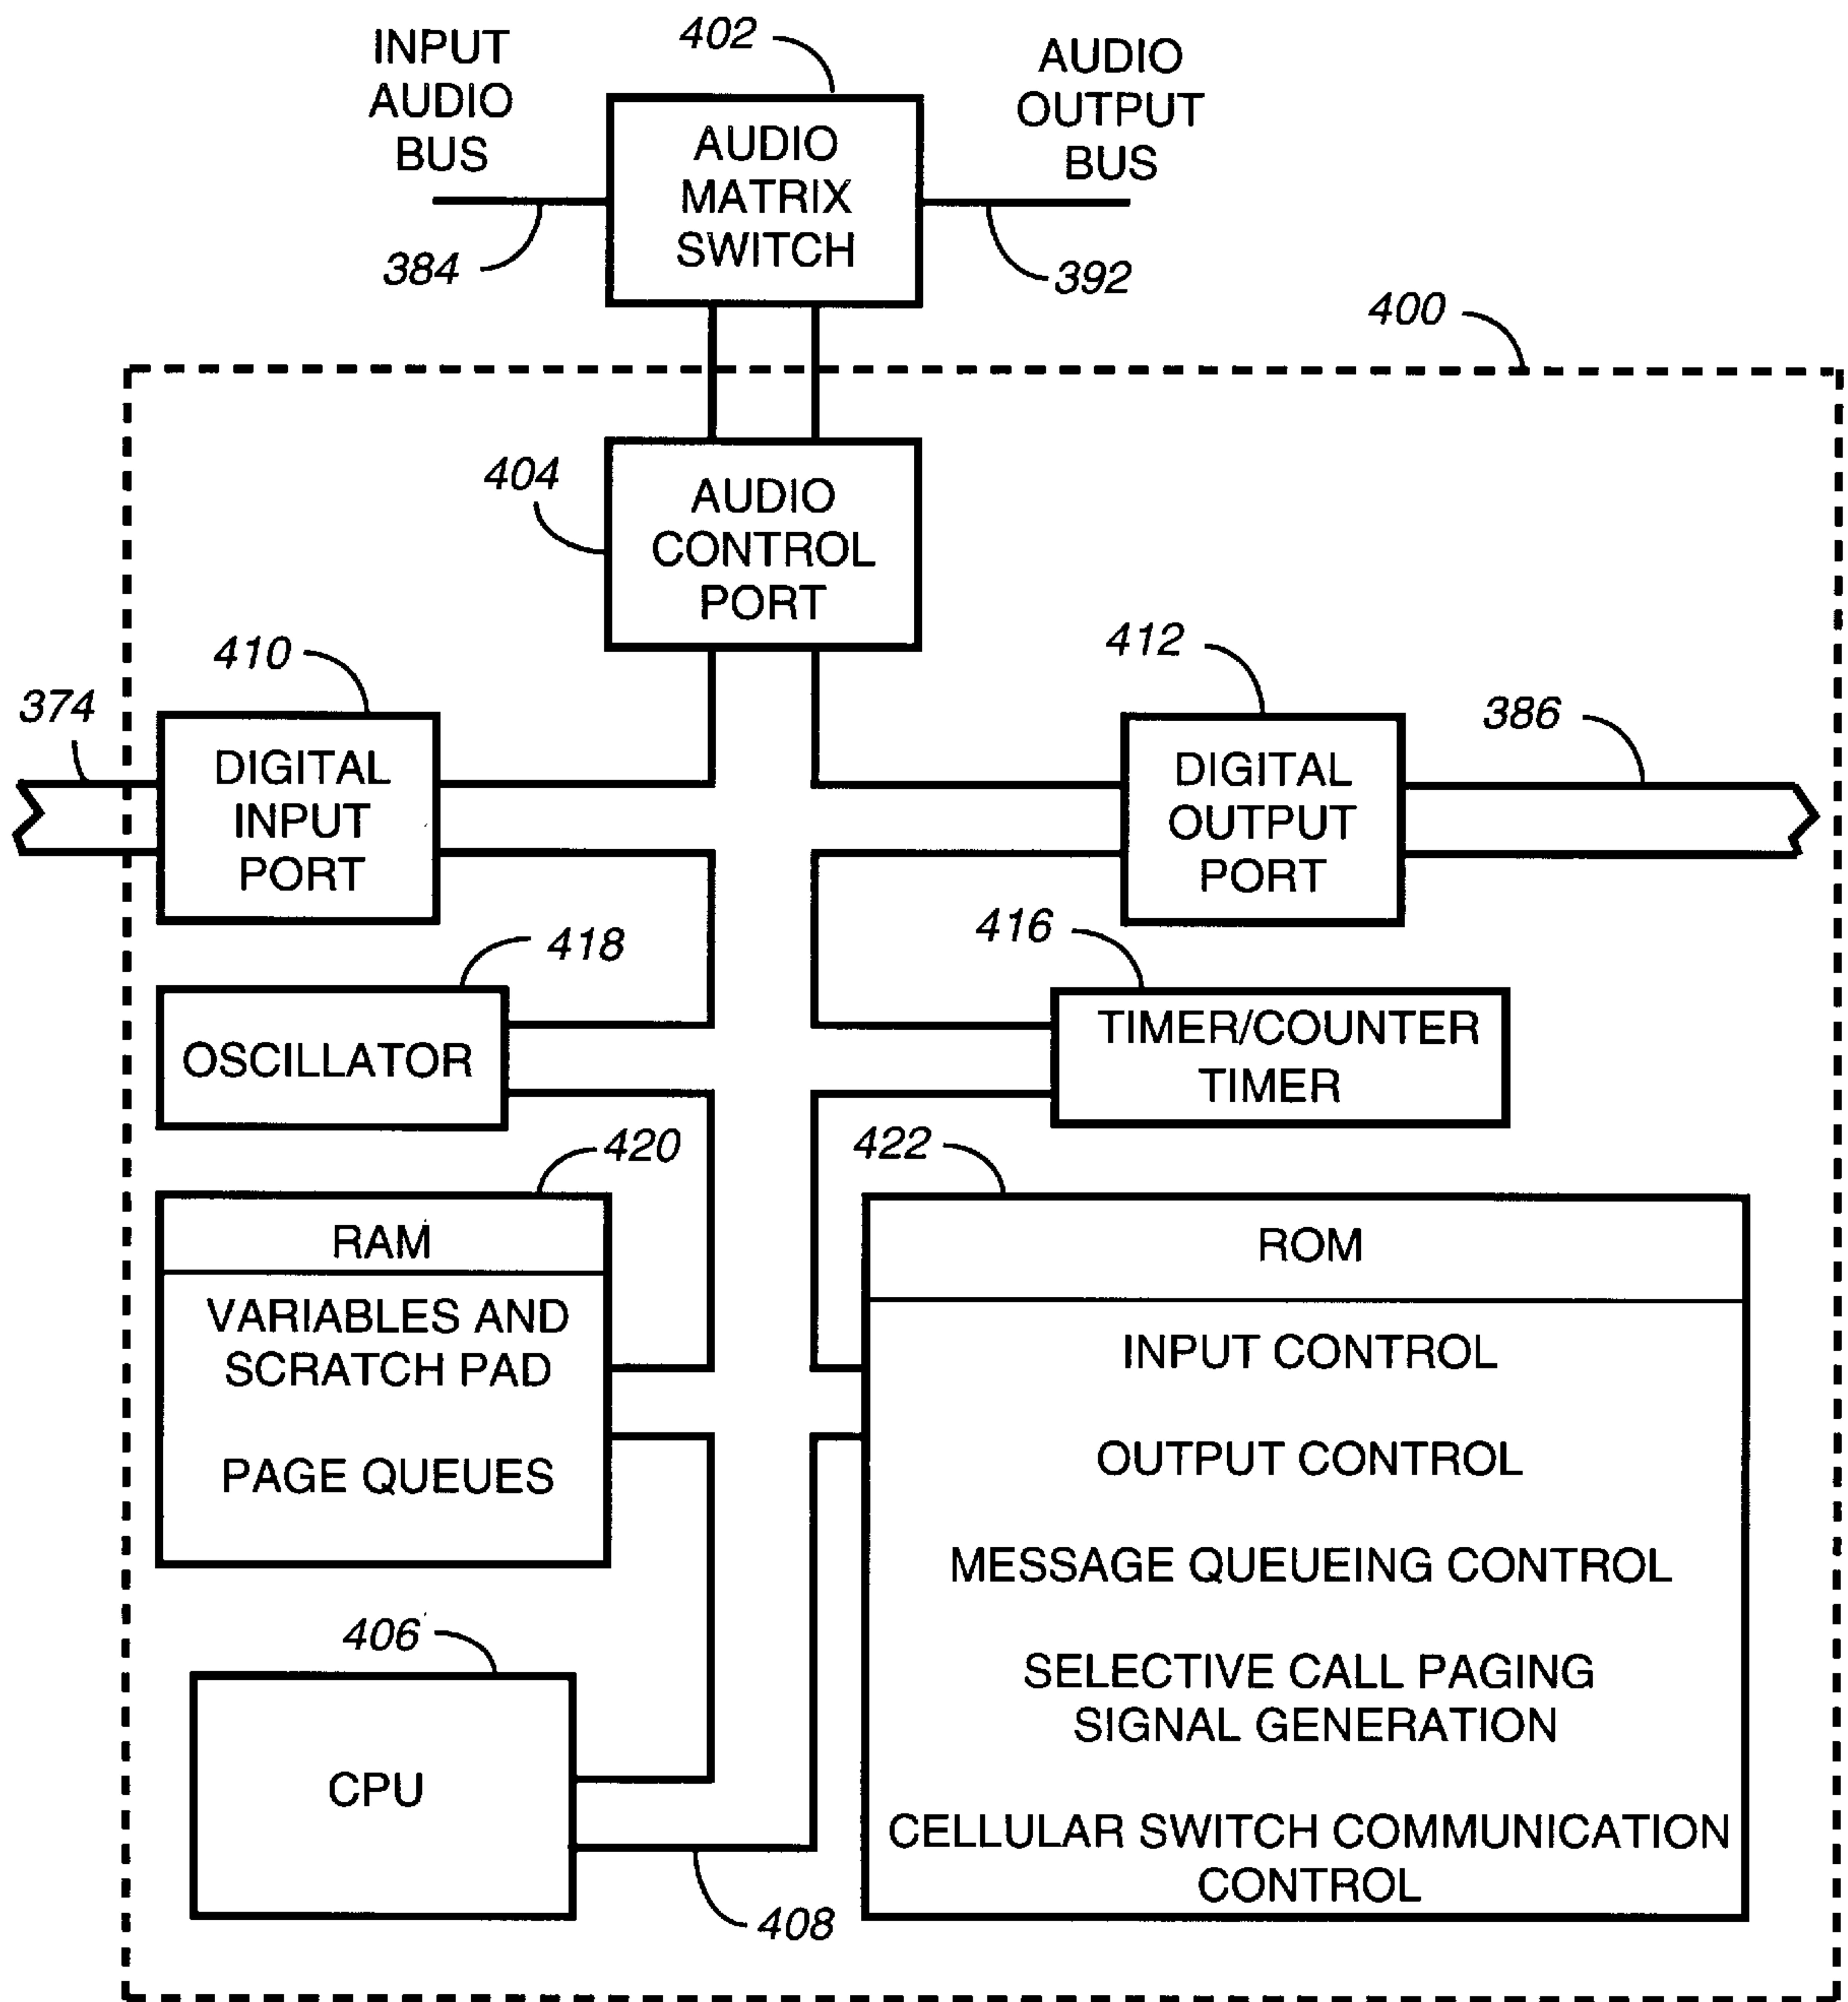 INPUT
AUDIO
BUS
402
AUDIO
OUTPUT
BUS
AUDIO
MATRIX
SWITCH
384
392
400
404
AUDIO
CONTROL
PORT
410
412
374
386
DIGITAL
INPUT
PORT
DIGITAL
OUTPUT
PORT
418
416
OSCILLATOR
TIMER/COUNTER
TIMER
420
422
RAM
VARIABLES AND
SCRATCH PAD
PAGE QUEUES
ROM
INPUT CONTROL
OUTPUT CONTROL
MESSAGE QUEUEING CONTROL
SELECTIVE CALL PAGING
SIGNAL GENERATION
CELLULAR SWITCH COMMUNICATION
CONTROL
406
CPU
408